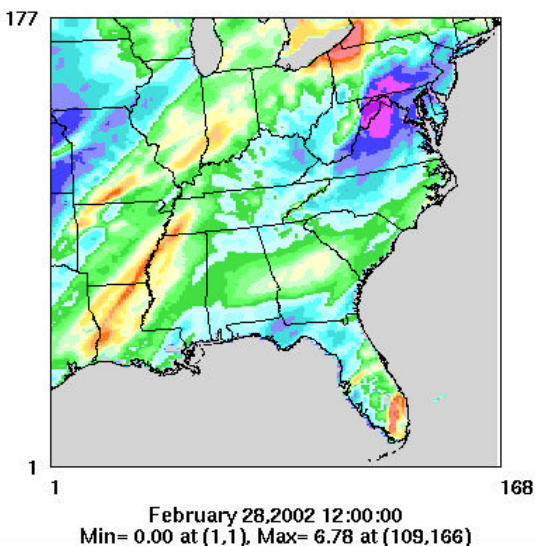 177
1
1
168
February 28,2002 12:00:00
Min= 0.00 at (1,1), Max= 6.78 at (109,166)